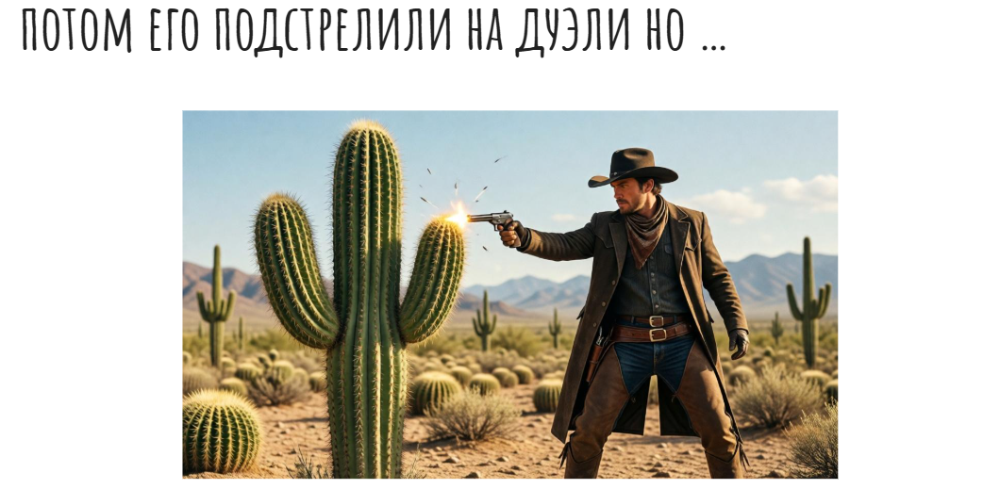 ПОТОМ ЕГО ПОДСТРЕЛИЛИ НА ДУЭЛИ НО ...